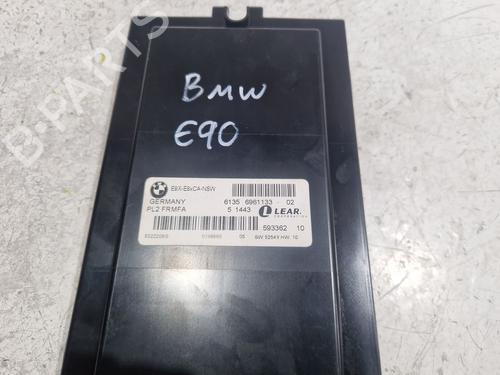 B-PARTS
BMW
E90
E9X-E8xCA-NSW
GERMANY 6135 6961133 02
PL2 FRMFA 5 1443 LEAR.
593362 10
05 SW 5254Y HW 10